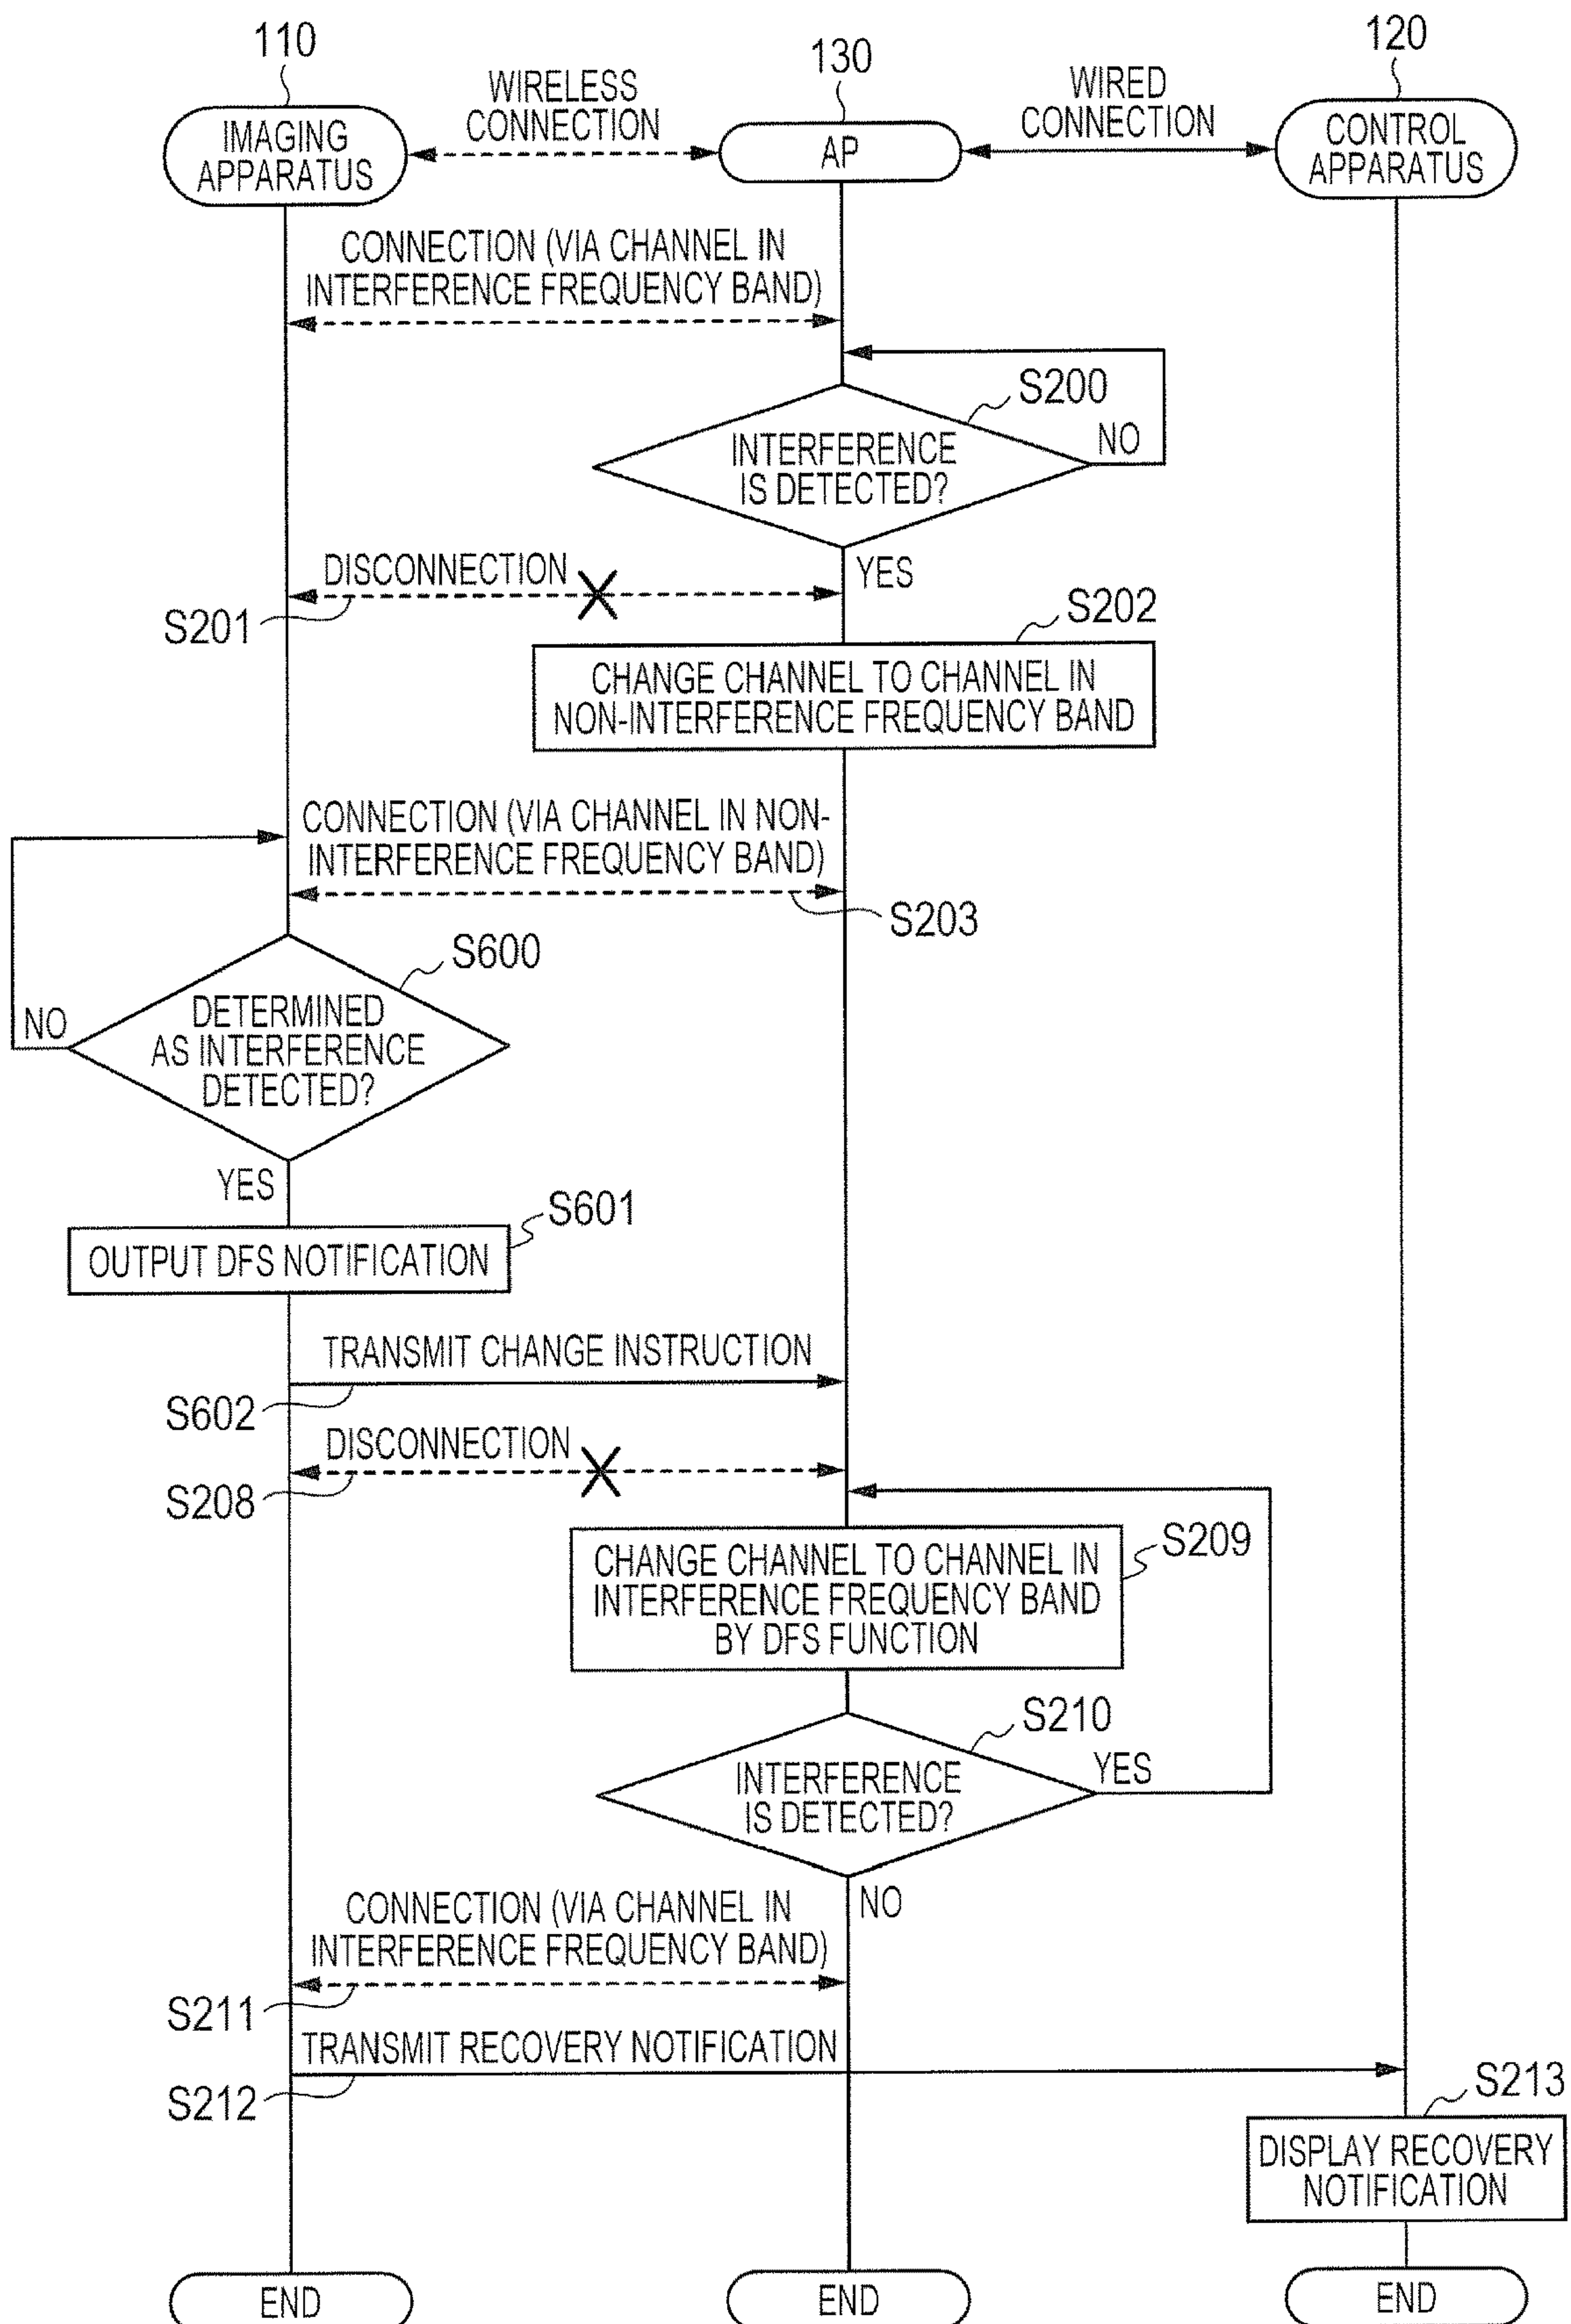 110
130
120
WIRELESS
CONNECTION
WIRED
CONNECTION
IMAGING
APPARATUS
AP
CONTROL
APPARATUS
CONNECTION (VIA CHANNEL IN
INTERFERENCE FREQUENCY BAND)
S200
INTERFERENCE
IS DETECTED?
NO
YES
DISCONNECTION
S201
S202
CHANGE CHANNEL TO CHANNEL IN
NON-INTERFERENCE FREQUENCY BAND
CONNECTION (VIA CHANNEL IN NON-
INTERFERENCE FREQUENCY BAND)
S203
S600
DETERMINED
AS INTERFERENCE
DETECTED?
NO
YES
S601
OUTPUT DFS NOTIFICATION
TRANSMIT CHANGE INSTRUCTION
S602
DISCONNECTION
S208
S209
CHANGE CHANNEL TO CHANNEL IN
INTERFERENCE FREQUENCY BAND
BY DFS FUNCTION
S210
INTERFERENCE
IS DETECTED?
YES
NO
CONNECTION (VIA CHANNEL IN
INTERFERENCE FREQUENCY BAND)
S211
TRANSMIT RECOVERY NOTIFICATION
S212
S213
DISPLAY RECOVERY
NOTIFICATION
END
END
END